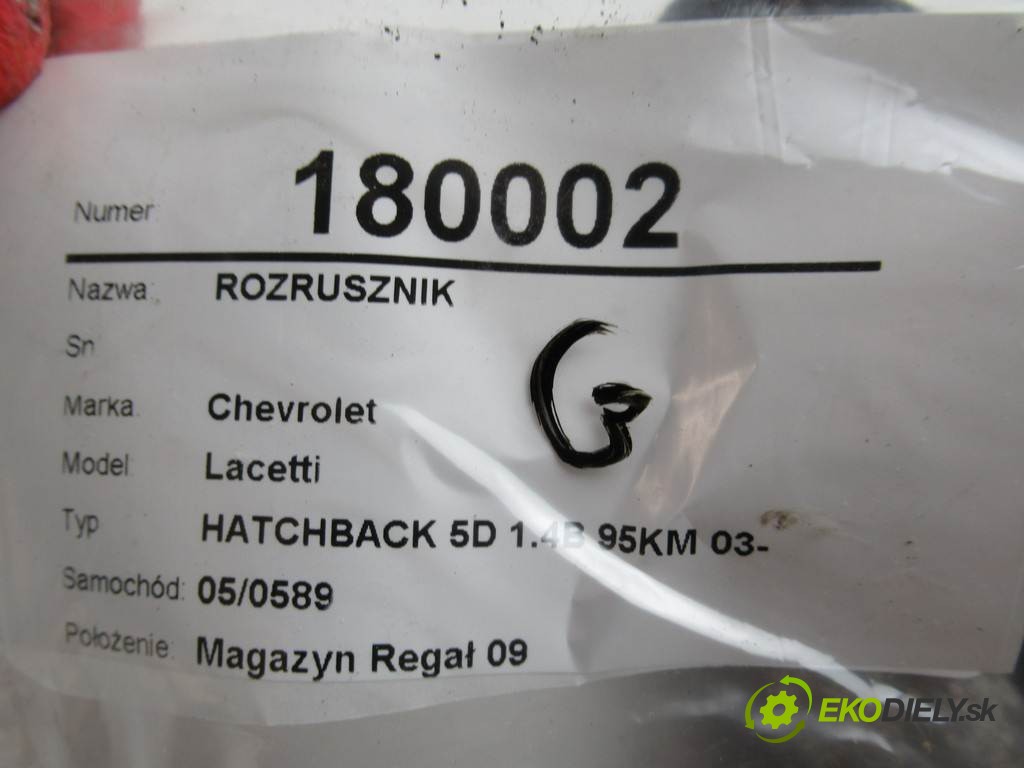 Numer: 180002
Nazwa: ROZRUSZNIK
Sn
Marka: Chevrolet
Model: Lacetti
Typ HATCHBACK 5D 1.4B 95KM 03-
Samochód: 05/0589
Położenie: Magazyn Regał 09
G
EKODIELY.sk